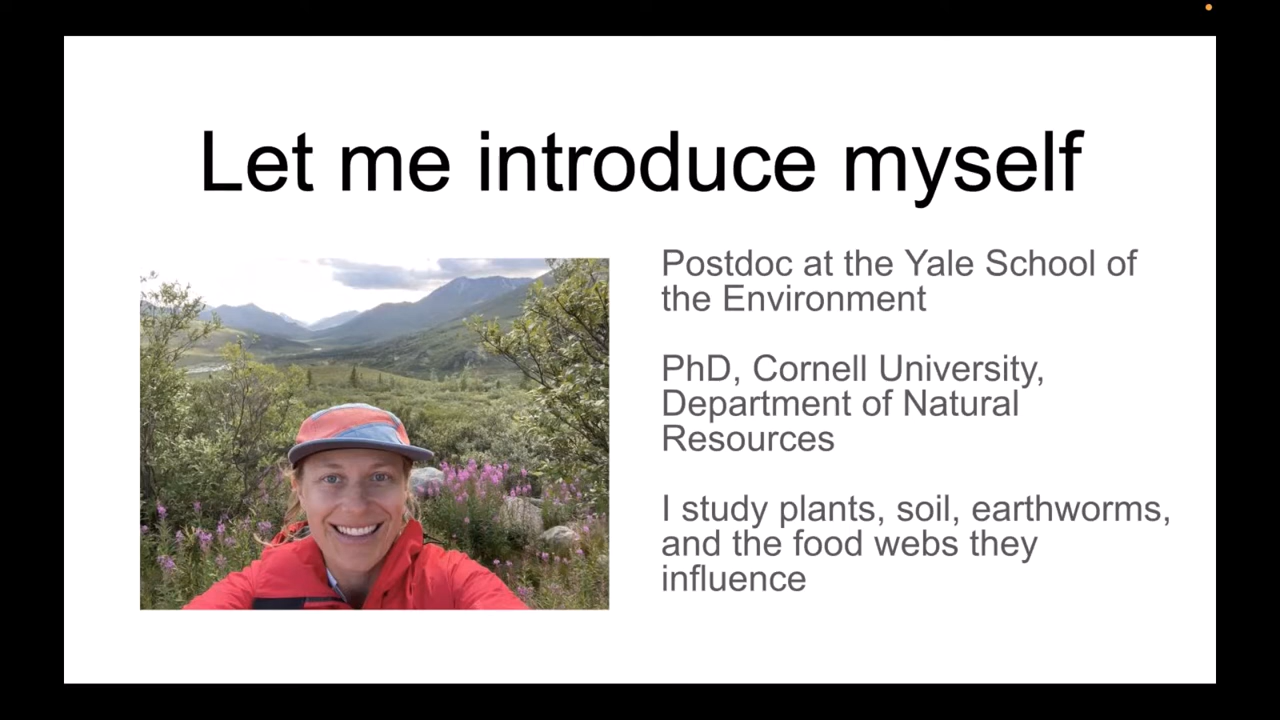 Let me introduce myself
Postdoc at the Yale School of
the Environment
PhD, Cornell University,
Department of Natural
Resources
I study plants, soil, earthworms,
and the food webs they
influence